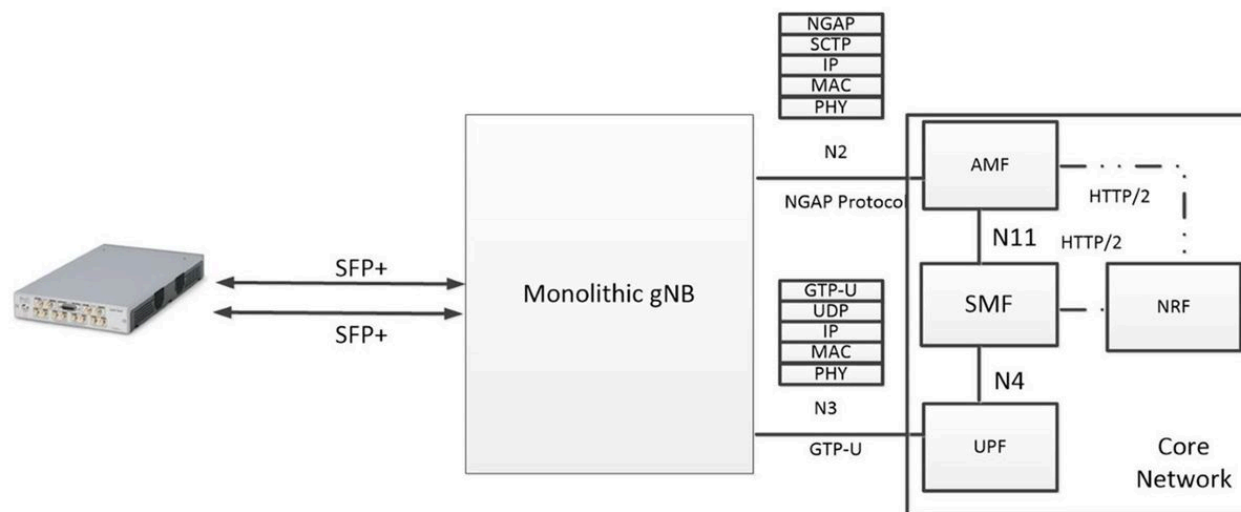 NGAP
SCTP
IP
MAC
PHY
N2
NGAP Protocol
AMF
HTTP/2
N11
HTTP/2
SFP+
SFP+
Monolithic gNB
GTP-U
UDP
IP
MAC
PHY
N3
GTP-U
SMF
NRF
N4
UPF
Core
Network